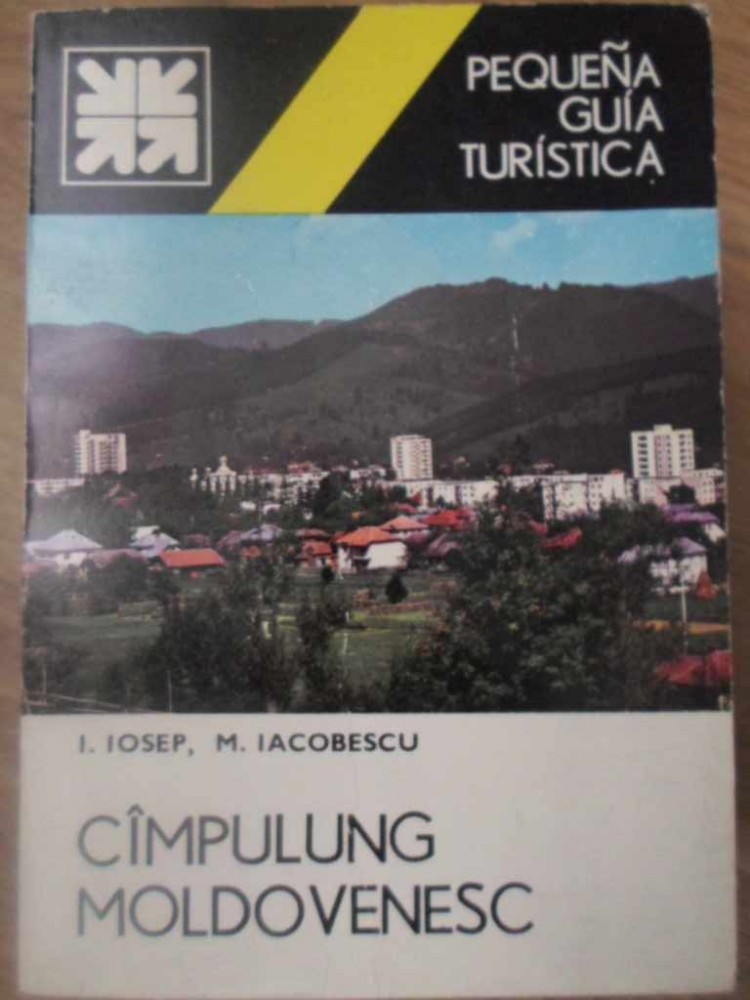 PEQUEÑA
GUÍA
TURÍSTICA
I. IOSEP, M. IACOBESCU
CÎMPULUNG
MOLDOVENESC